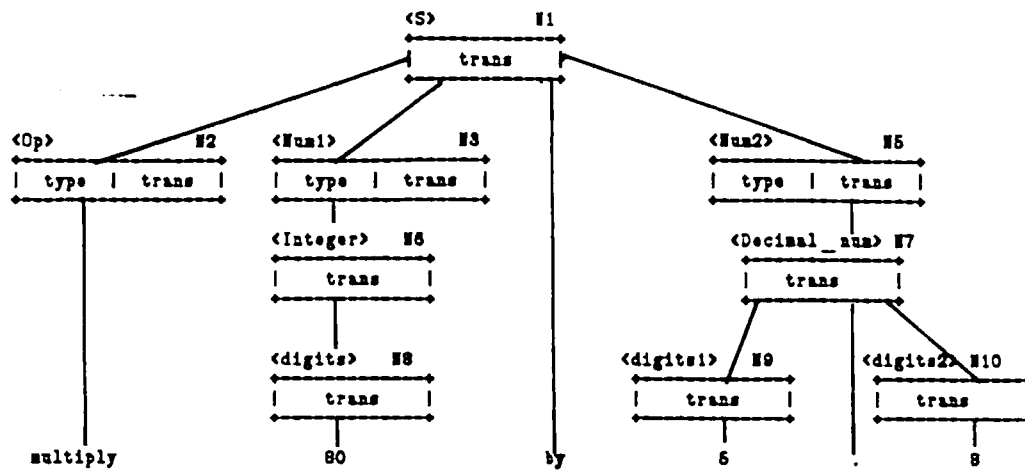 <S> N1
trans
<Op> N2 <Num1> N3 <Num2> N5
type trans type trans type trans
<Integer> N6 <Decimal_num> N7
trans trans
<digits> N8 <digits1> N9 <digits2> N10
trans trans trans
multiply 80 by 5 . 8